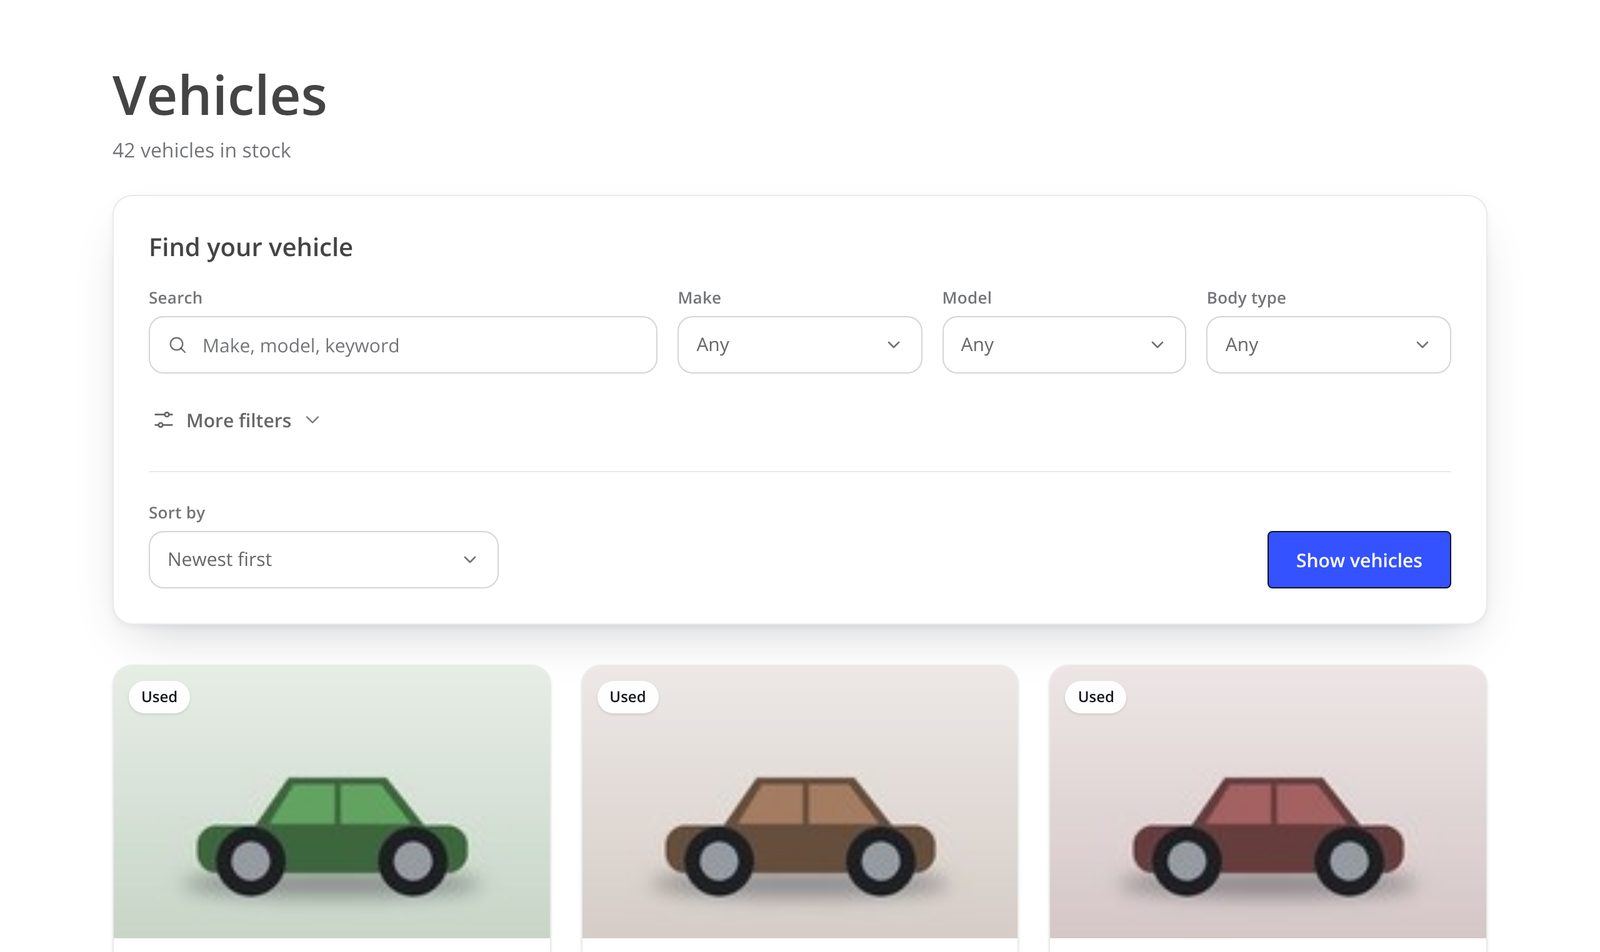 Vehicles
42 vehicles in stock
Find your vehicle
Search
Make, model, keyword
Make
Any
Model
Any
Body type
Any
More filters
Sort by
Newest first
Show vehicles
Used
Used
Used